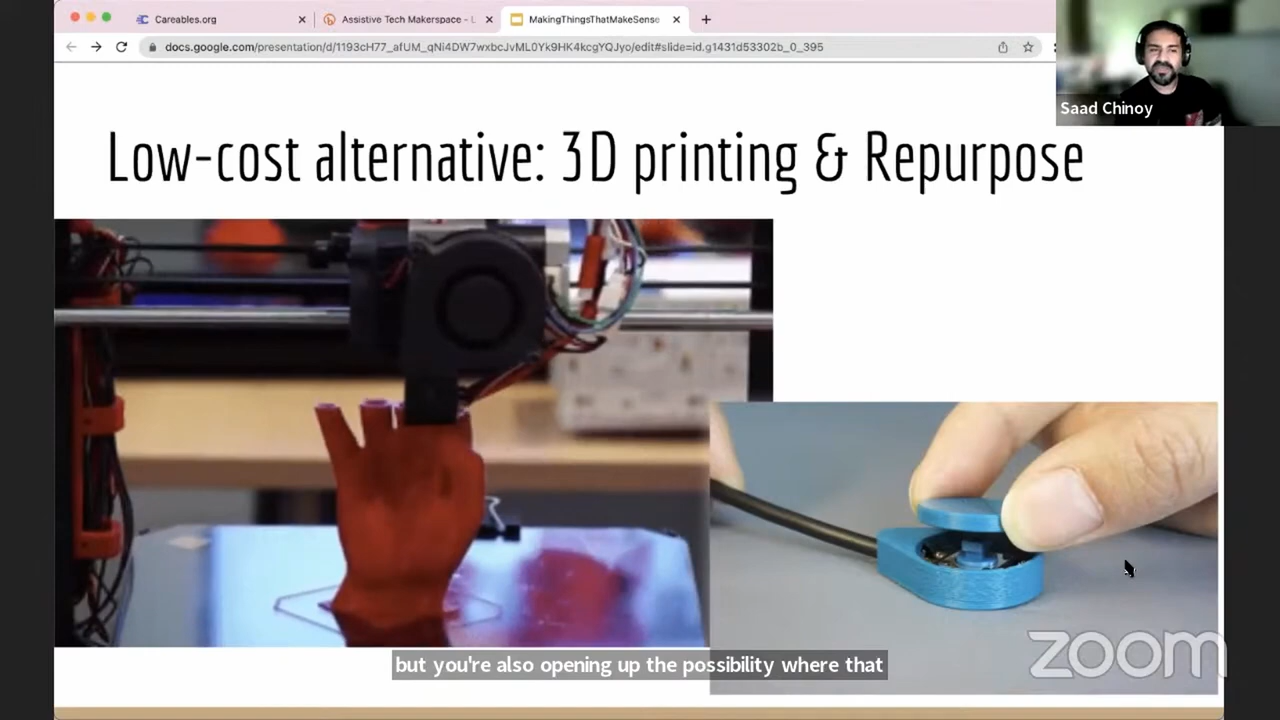 Careables.org
Assistive Tech Makerspace - L
MakingThingsThatMakeSense
docs.google.com/presentation/d/1193cH77_afUM_qNi4DW7wxbcJvML0Yk9HK4kcgYQJyo/edit#slide=id.g1431d53302b_0_395
Saad Chinoy
Low-cost alternative: 3D printing & Repurpose
but you're also opening up the possibility where that
zoom